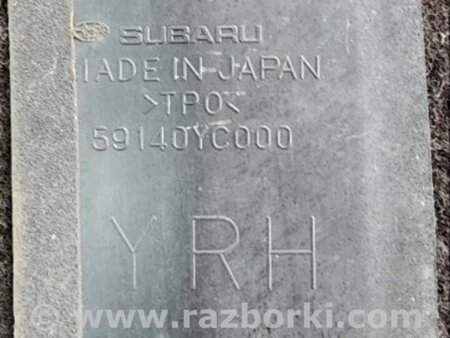 SUBARU
MADE IN JAPAN
>TPO<
59140YC000
YRH
www.razborki.com